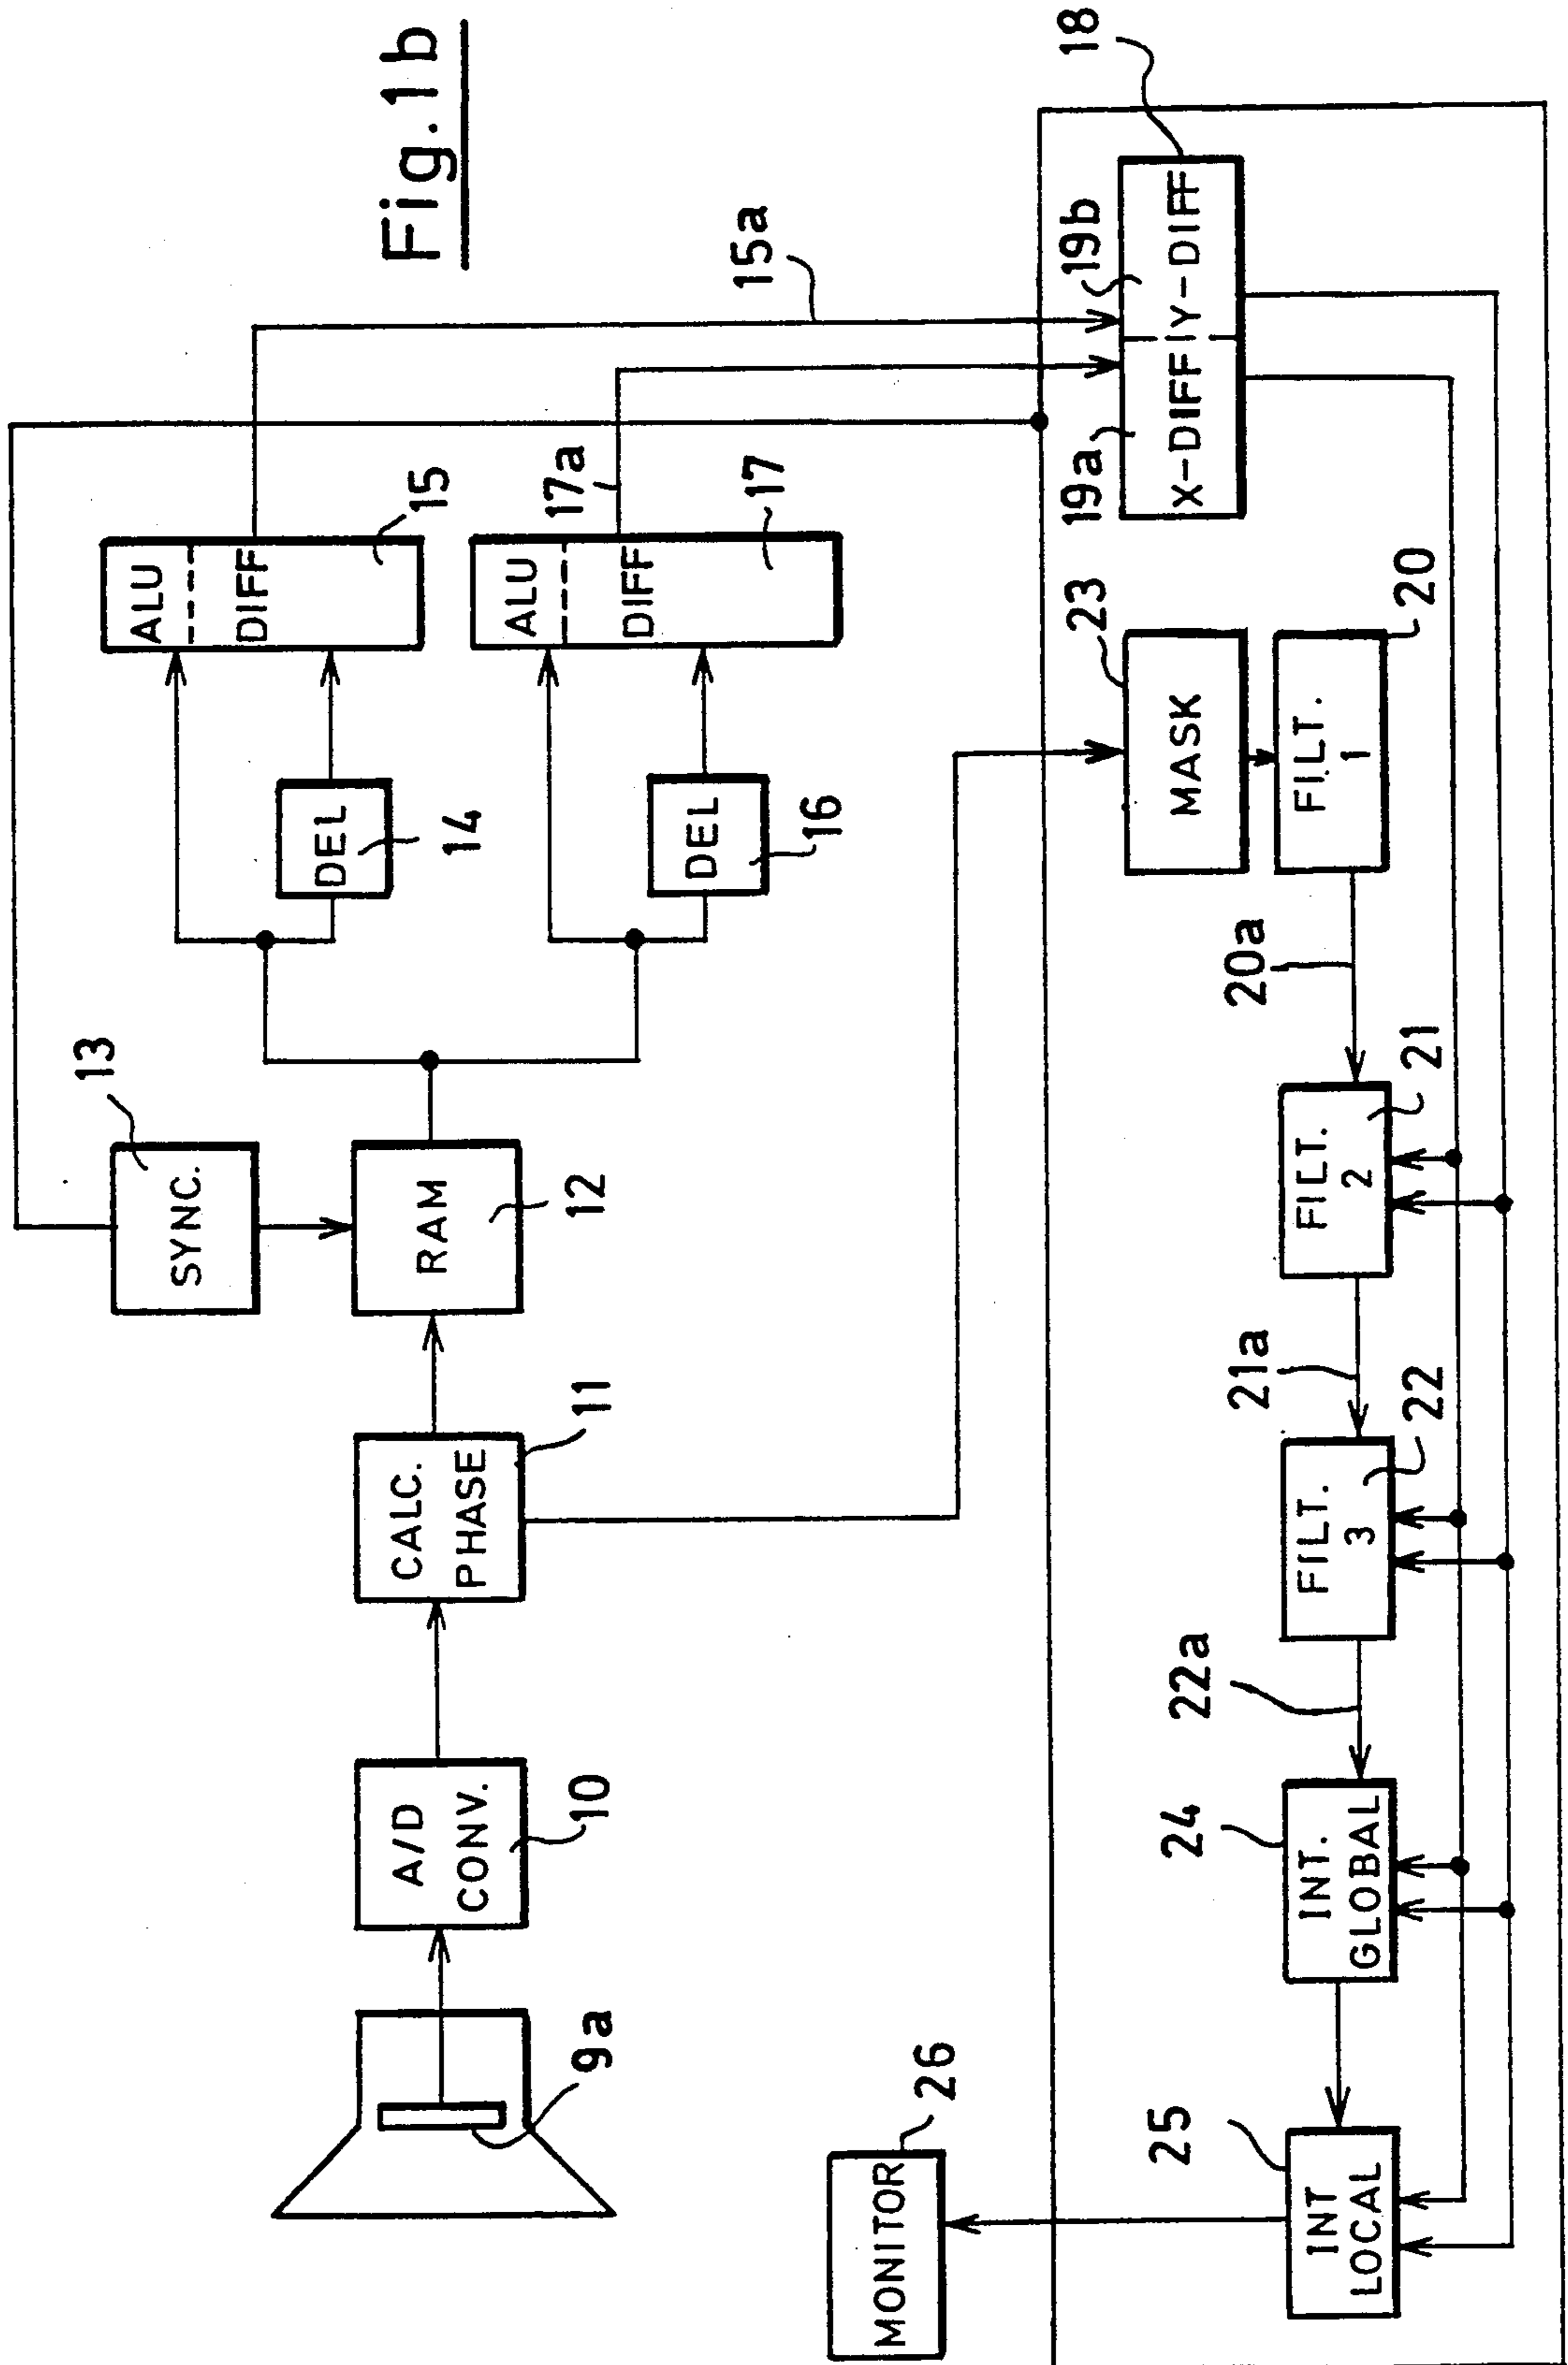 Fig. 1b
13
SYNC.
ALU
DIFF
15
DEL
14
9a
A/D
CONV.
10
CALC.
PHASE
11
RAM
12
ALU
DIFF
17
17a
DEL
16
15a
26
MONITOR
23
MASK
19a
19b
18
X-DIFF
Y-DIFF
25
INT
LOCAL
24
INT.
GLOBAL
22a
FILT.
3
22
21a
FILT.
2
21
20a
FILT.
1
20